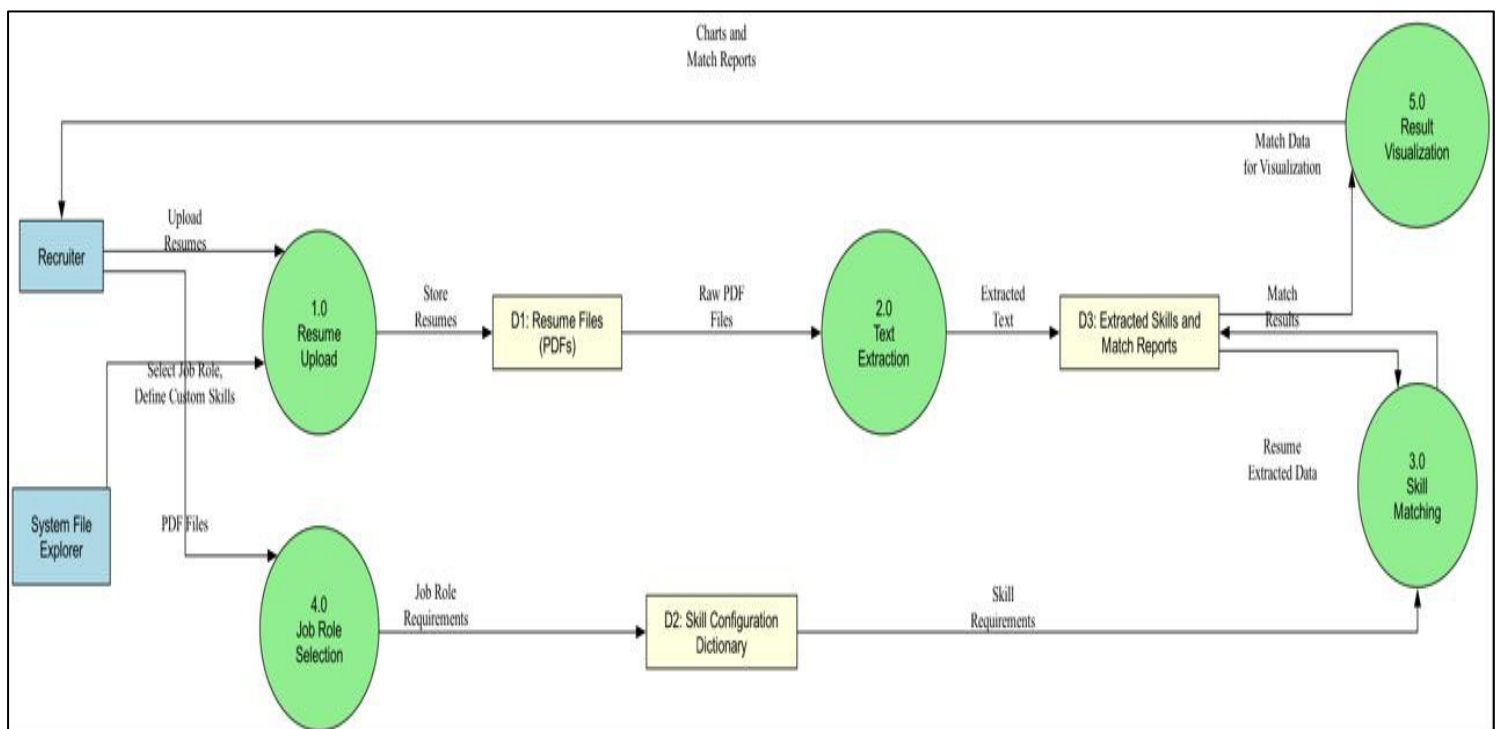 Charts and
Match Reports
5.0
Result
Visualization
Match Data
for Visualization
Upload
Resumes
Recruiter
1.0
Resume
Upload
Store
Resumes
D1: Resume Files
(PDFs)
Raw PDF
Files
2.0
Text
Extraction
Extracted
Text
D3: Extracted Skills and
Match Reports
Match
Results
Select Job Role,
Define Custom Skills
Resume
Extracted Data
3.0
Skill
Matching
System File
Explorer
PDF Files
4.0
Job Role
Selection
Job Role
Requirements
D2: Skill Configuration
Dictionary
Skill
Requirements